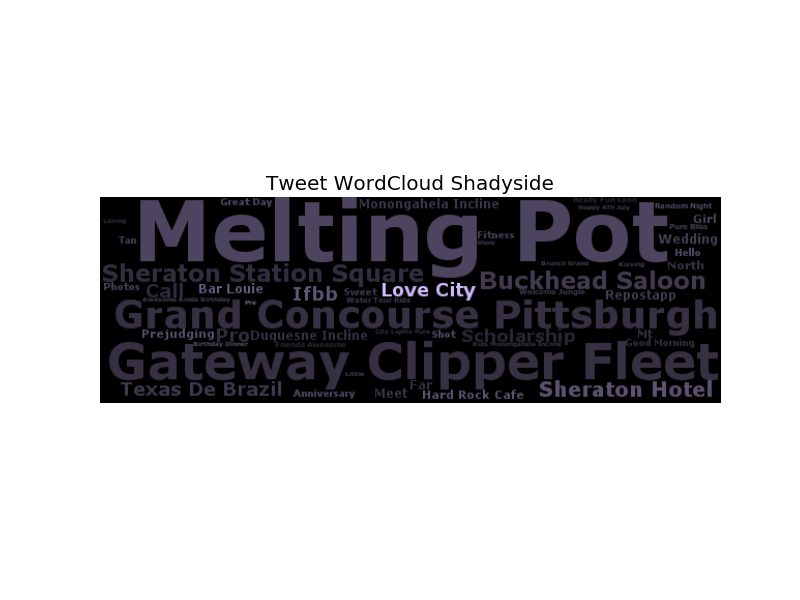 Tweet WordCloud Shadyside
Great Day
Monongahela Incline
Really Fun Land
Happy 4th July
Random Night
Loving
Melting Pot
Girl
Pure Bliss
Tan
Fitness
Show
Wedding
Hello
Sheraton Station Square
Brunch Grand
Kissing
North
Photos
Call
Bar Louie
Ifbb
Sweet
Love City
Buckhead Saloon
Welcome Jungle
Repostapp
Awesome Kinda Birthday
Pro
Water Tour Kids
Grand Concourse Pittsburgh
Prejudging
Pro
Duquesne Incline
City Lights Pure
Shot
Scholarship
Mt
Birthday Dinner
Friends Awesome
Kids Monongahela Incline
Good Morning
Gateway Clipper Fleet
Little
Texas De Brazil
Anniversary
Meet
Far
Hard Rock Cafe
Sheraton Hotel